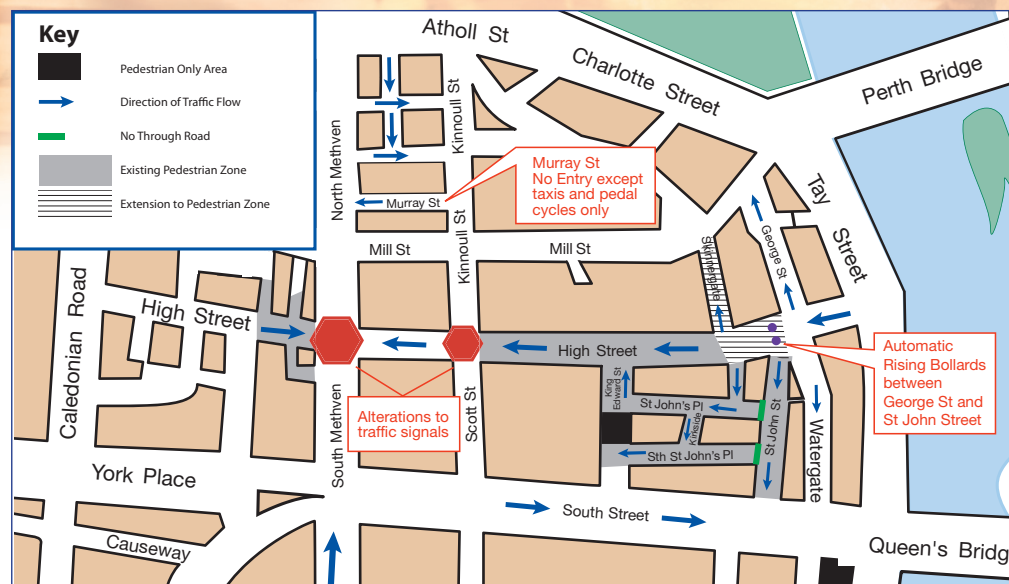 Key
Pedestrian Only Area
Direction of Traffic Flow
No Through Road
Existing Pedestrian Zone
Extension to Pedestrian Zone
Atholl St
Charlotte Street
Perth Bridge
North Methven
Kinnoull St
Murray St
No Entry except
taxis and pedal
cycles only
Murray St
Tay
Street
Mill St
Kinnoull St
Mill St
Skinnergate
George St
Caledonian Road
High Street
High Street
Automatic
Rising Bollards
between
George St and
St John Street
King
Edward St
St John's Pl
Kirkside
Sth St John's Pl
St John St
Watergate
Alterations to
traffic signals
South Methven
Scott St
York Place
South Street
Causeway
Queen's Bridg